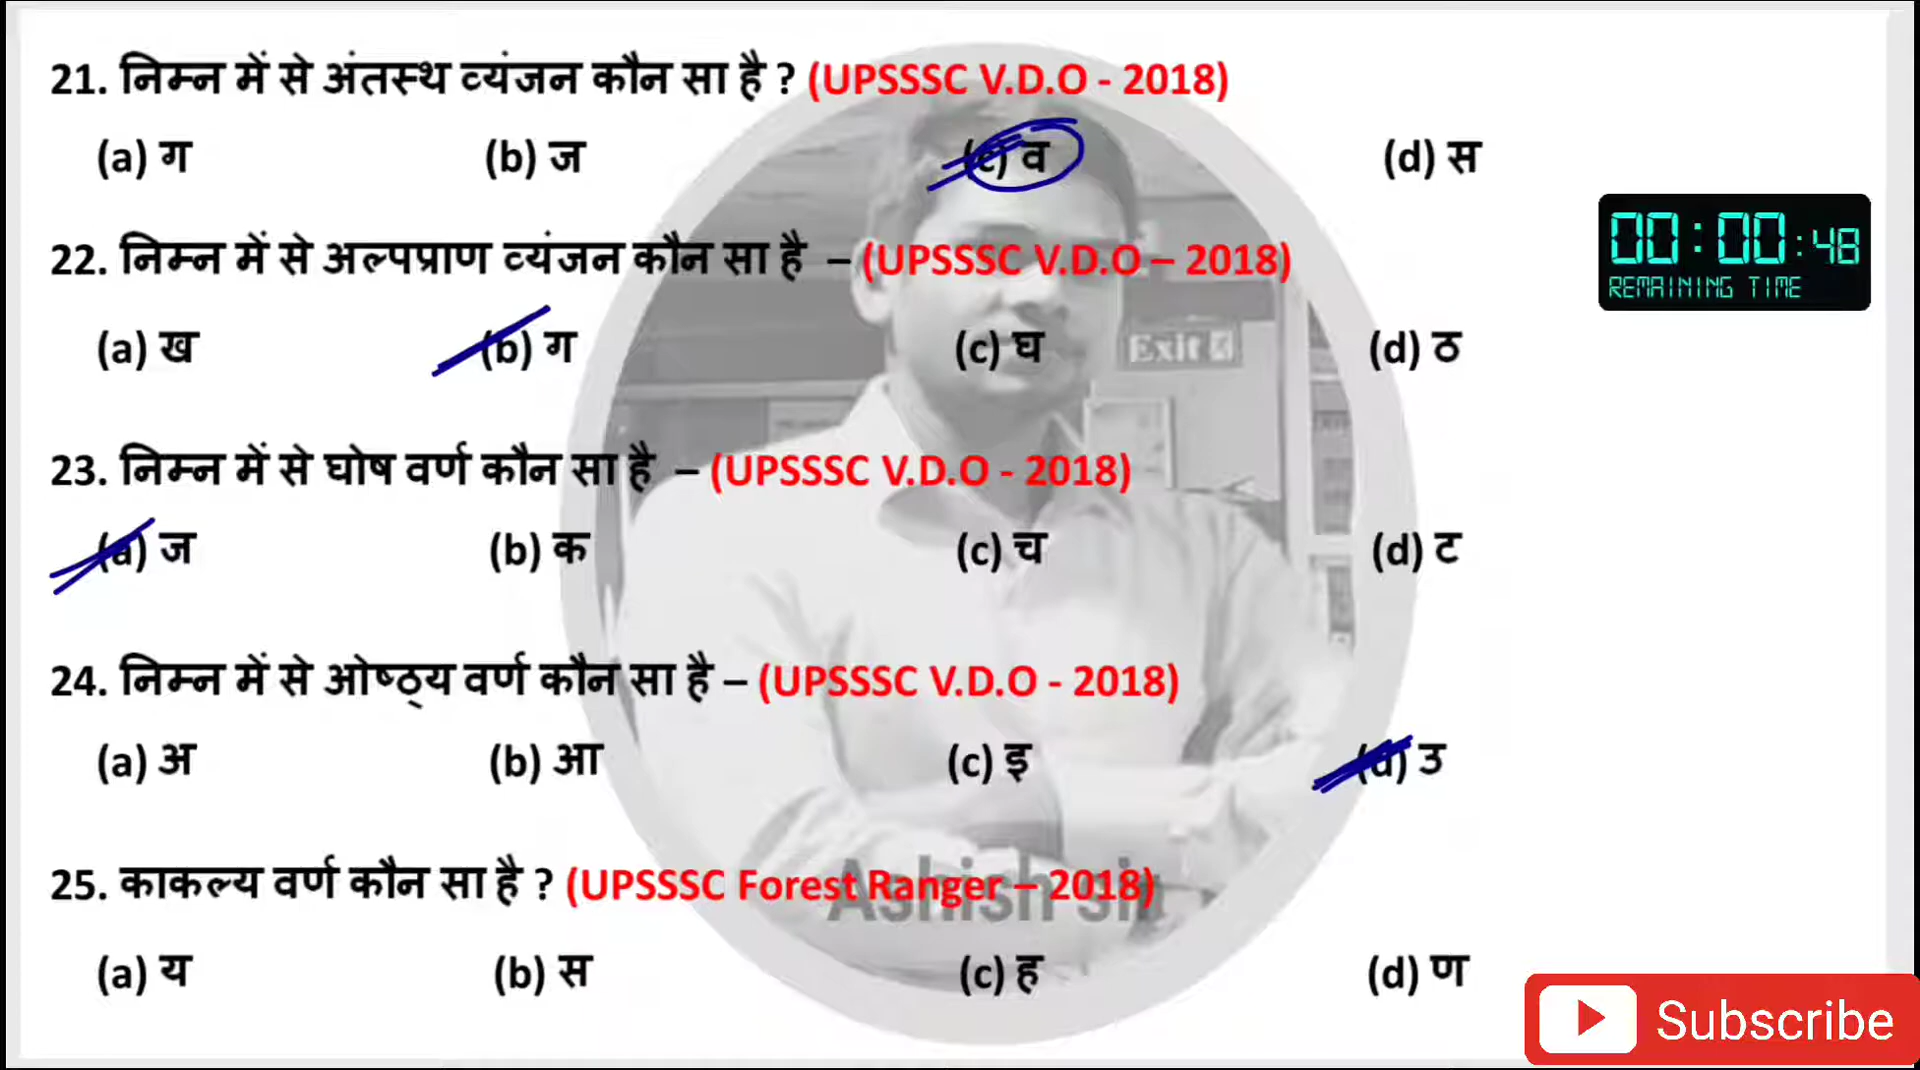 21. निम्न में से अंतस्थ व्यंजन कौन सा है ? (UPSSSC V.D.O - 2018)
(a) ग (b) ज (c) व (d) स
00:00:48
REMAINING TIME
22. निम्न में से अल्पप्राण व्यंजन कौन सा है – (UPSSSC V.D.O – 2018)
(a) ख (b) ग (c) घ (d) ठ
Exit
23. निम्न में से घोष वर्ण कौन सा है – (UPSSSC V.D.O - 2018)
(a) ज (b) क (c) च (d) ट
24. निम्न में से ओष्ठ्य वर्ण कौन सा है – (UPSSSC V.D.O - 2018)
(a) अ (b) आ (c) इ (d) उ
25. काकल्य वर्ण कौन सा है ? (UPSSSC Forest Ranger – 2018)
Ashish sir
(a) य (b) स (c) ह (d) ण
Subscribe